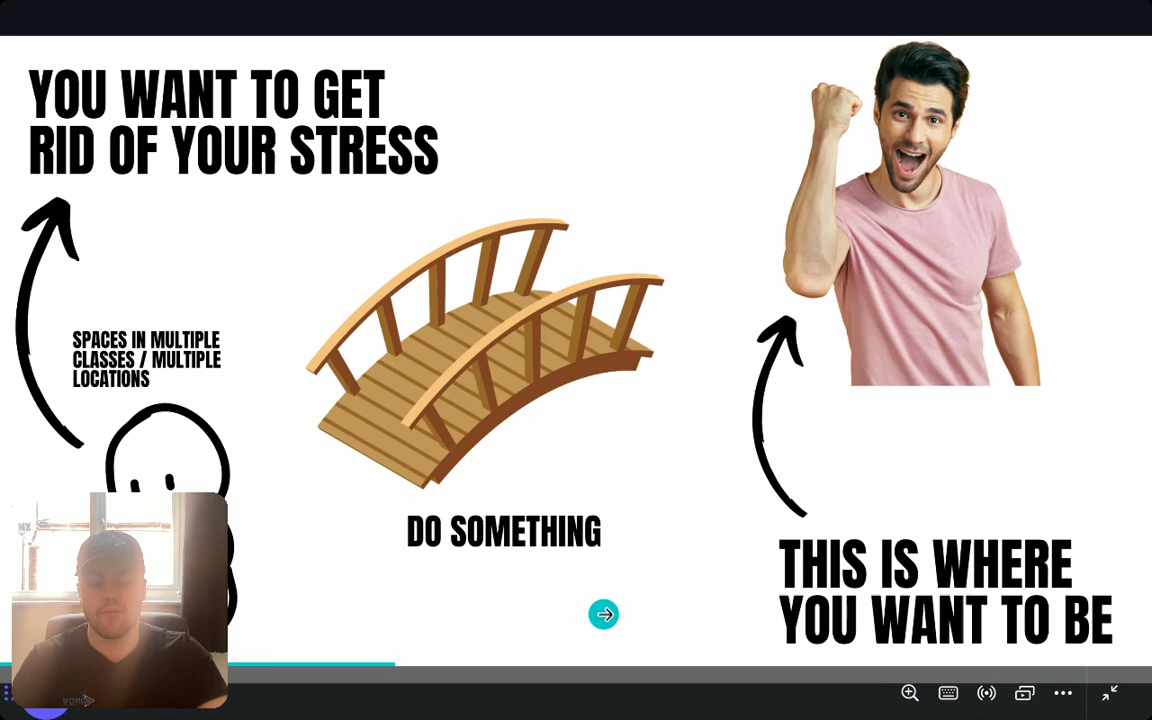 YOU WANT TO GET
RID OF YOUR STRESS
SPACES IN MULTIPLE
CLASSES / MULTIPLE
LOCATIONS
DO SOMETHING
THIS IS WHERE
YOU WANT TO BE